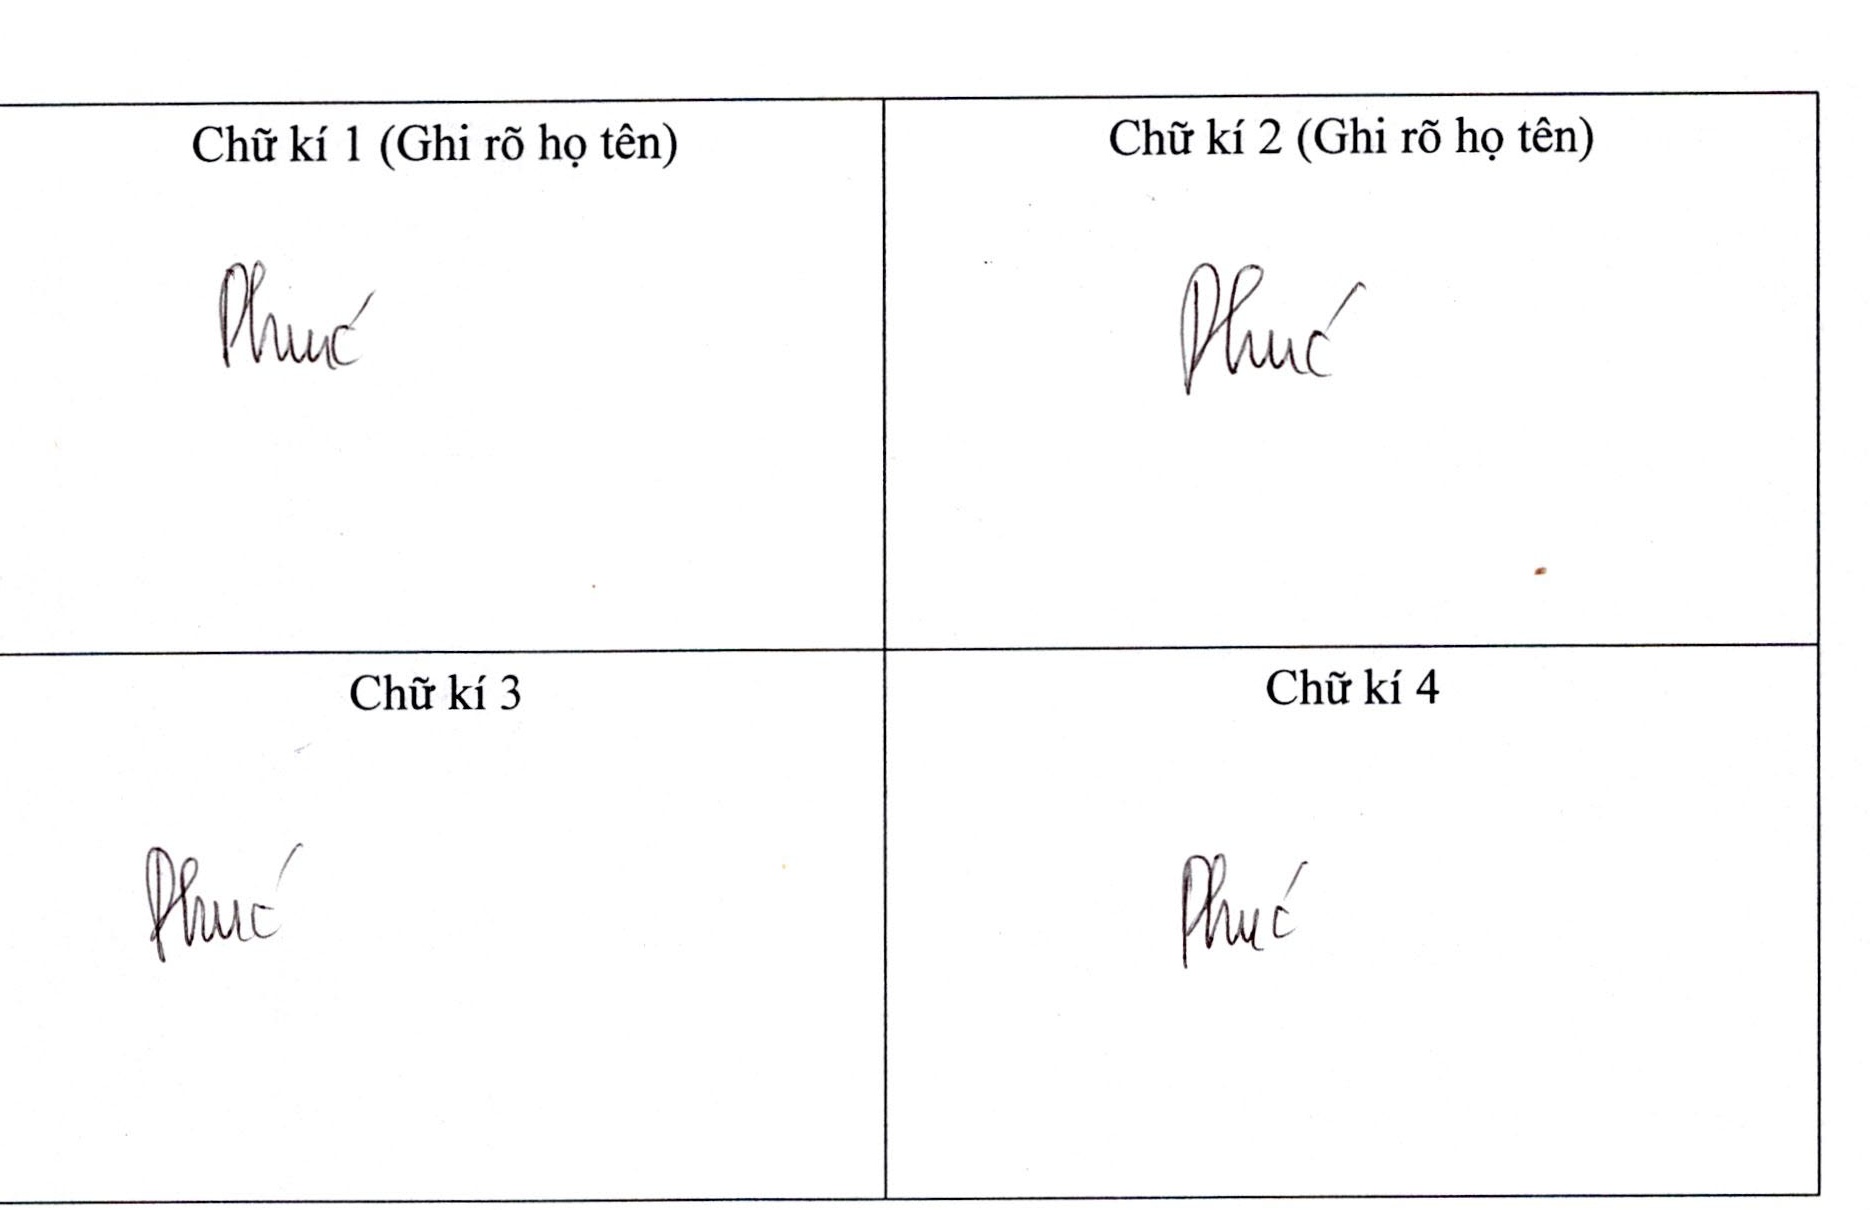 Chữ kí 1 (Ghi rõ họ tên)
Chữ kí 2 (Ghi rõ họ tên)
Phúc
Phúc
Chữ kí 3
Chữ kí 4
Phúc
Phúc